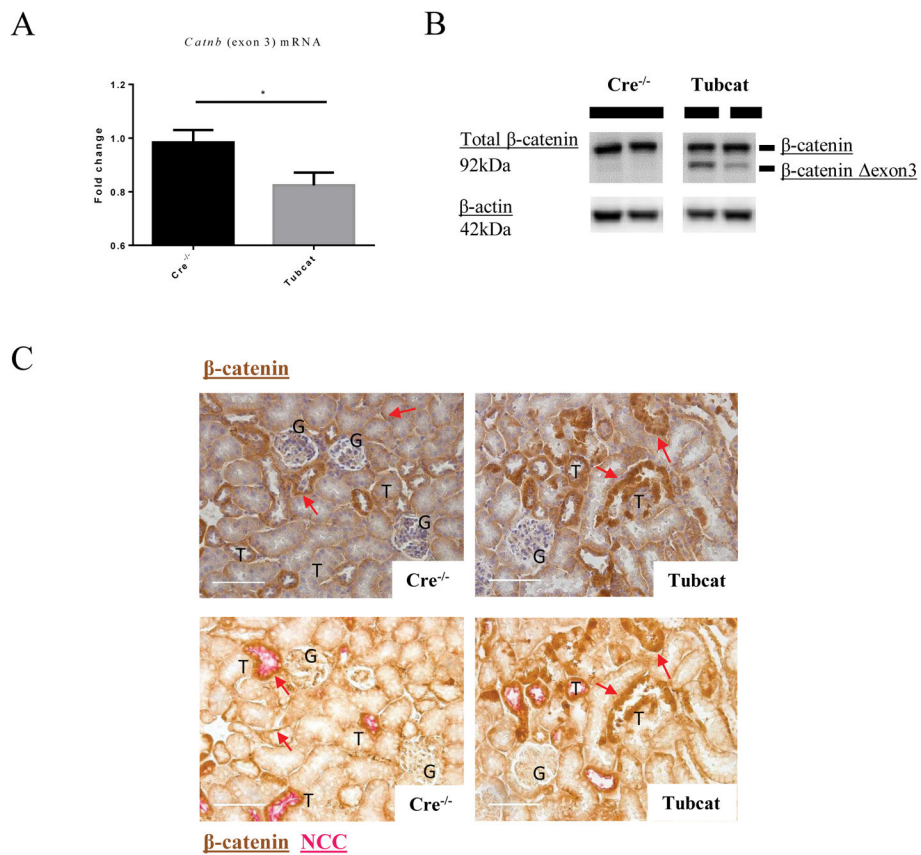 A
Catnb (exon 3) mRNA
*
1.2
1.0
0.8
0.6
Fold change
Cre-/-
Tubcat
B
Cre-/- Tubcat
Total β-catenin
92kDa
β-catenin
β-catenin Δexon3
β-actin
42kDa
C
β-catenin
G
G
T
G
T
T
Cre-/-
T
T
G
Tubcat
T
G
T
G
T
Cre-/-
T
T
G
Tubcat
β-catenin NCC